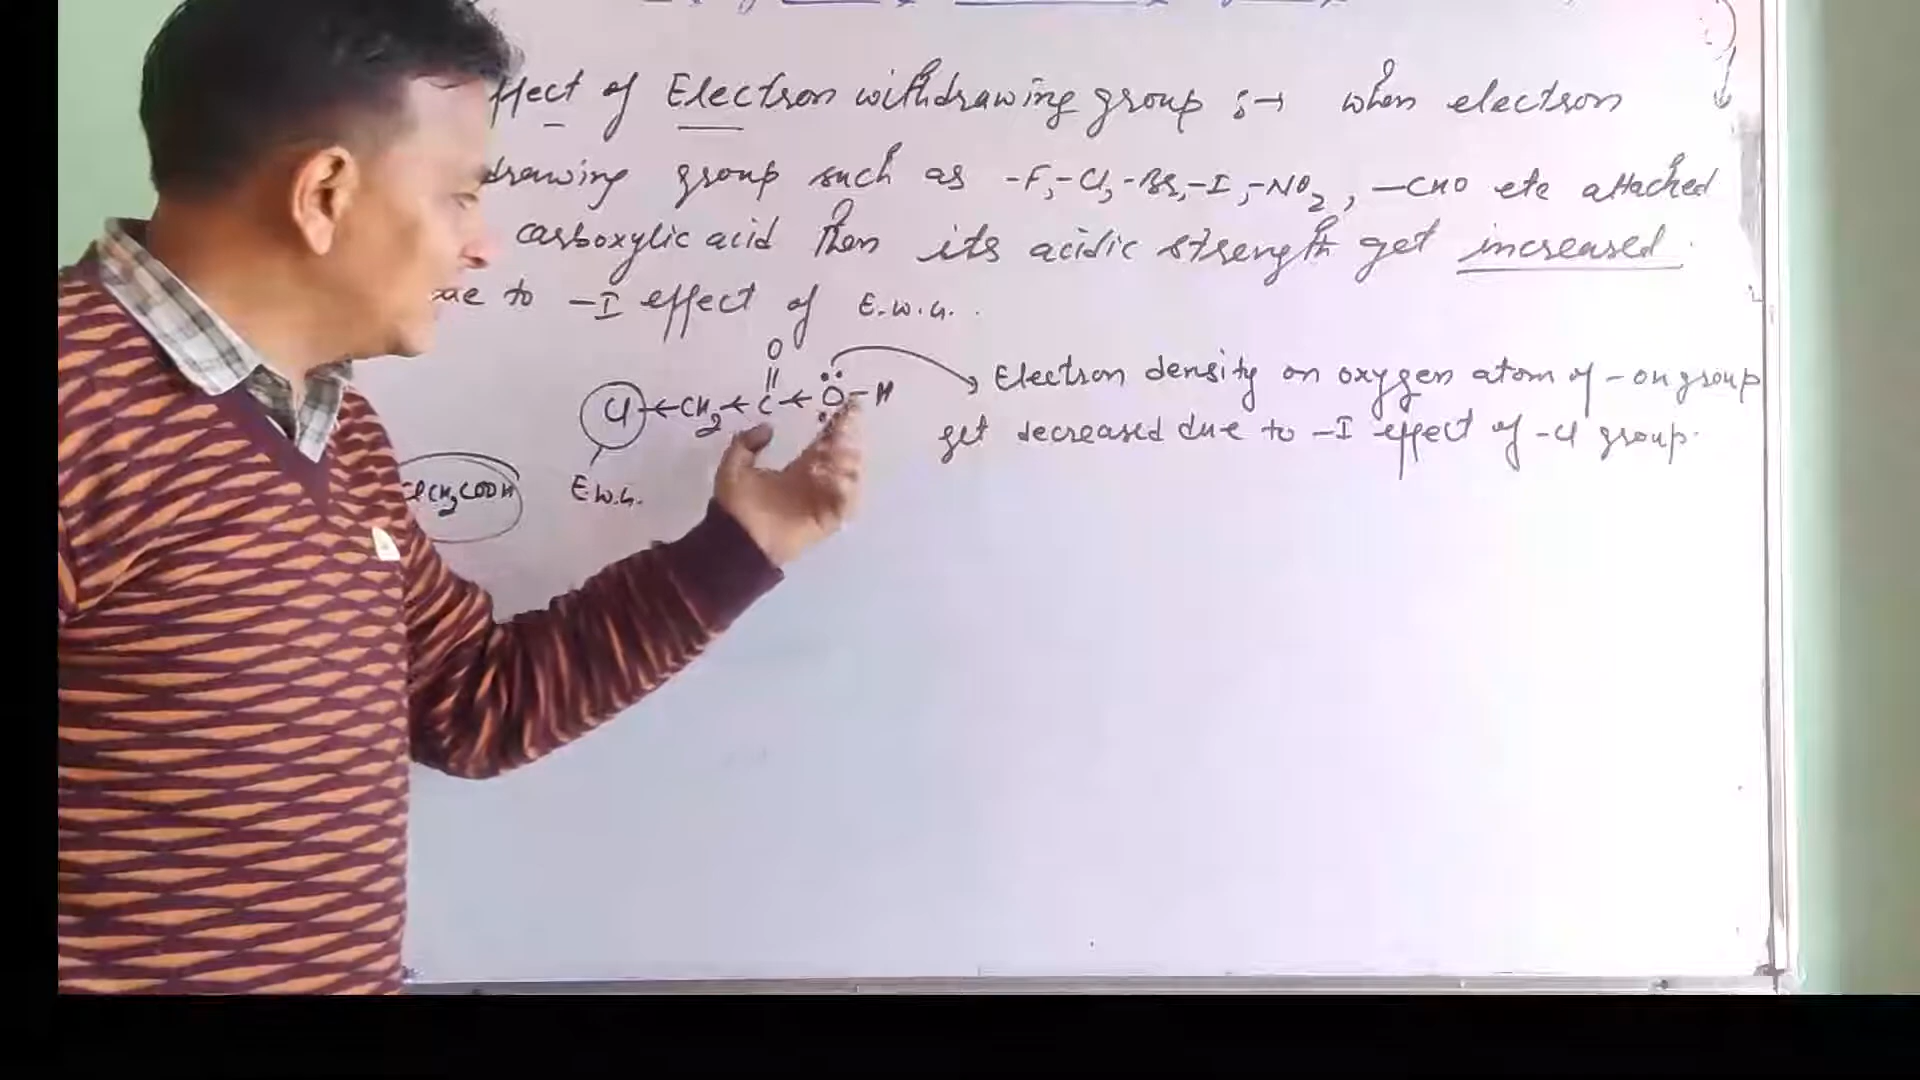 ffect of Electron withdrawing group :→ when electron
drawing group such as -F,-Cl,-Br,-I,-NO2, -CHO etc attached
carboxylic acid then its acidic strength get increased.
due to -I effect of E.W.G.
O
||
Cl←CH2←C←Ö-H
Electron density on oxygen atom of -OH group
get decreased due to -I effect of -Cl group.
ClCH2COOH
E.W.G.